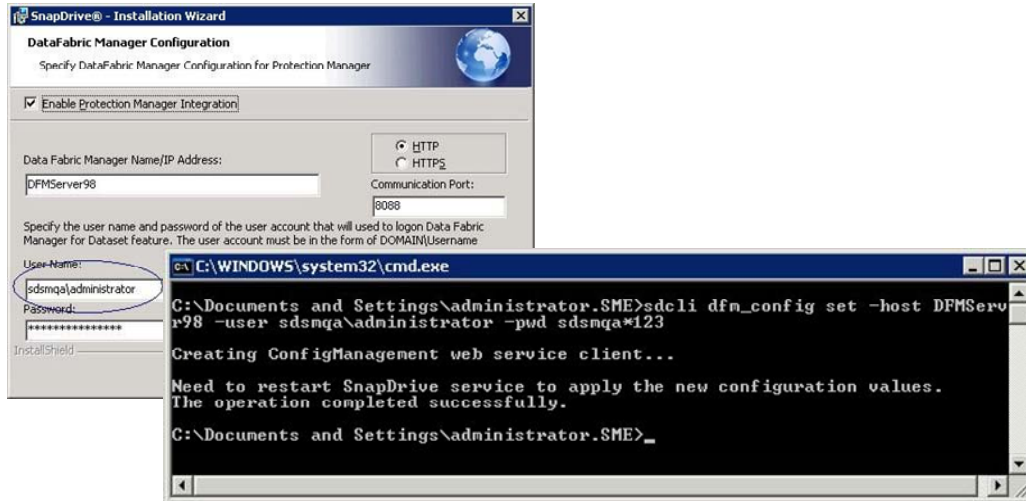 SnapDrive® - Installation Wizard
DataFabric Manager Configuration
Specify DataFabric Manager Configuration for Protection Manager
Enable Protection Manager Integration
HTTP
HTTPS
Data Fabric Manager Name/IP Address:
Communication Port:
DFMServer98
8088
Specify the user name and password of the user account that will used to logon Data Fabric
Manager for Dataset feature. The user account must be in the form of DOMAIN\Username
User Name:
sdsmqa\administrator
Password:
***************
InstallShield
C:\WINDOWS\system32\cmd.exe
C:\Documents and Settings\administrator.SME>sdcli dfm_config set -host DFMServ
r98 -user sdsmqa\administrator -pwd sdsmqa*123
Creating ConfigManagement web service client...
Need to restart SnapDrive service to apply the new configuration values.
The operation completed successfully.
C:\Documents and Settings\administrator.SME>_